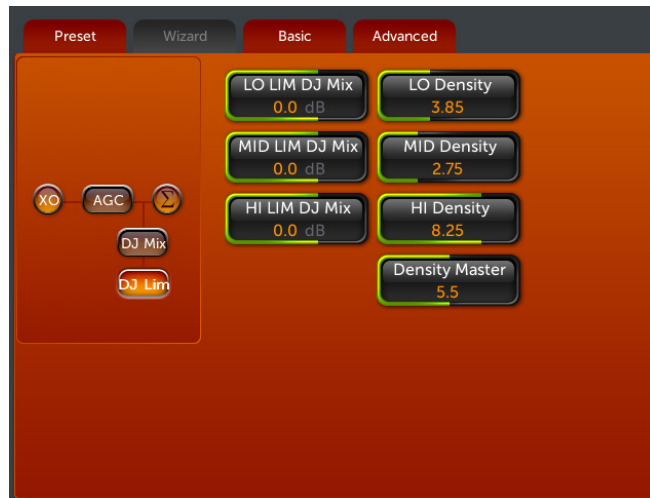 Preset
Wizard
Basic
Advanced
XO
AGC
Σ
DJ Mix
DJ Lim
LO LIM DJ Mix
0.0 dB
LO Density
3.85
MID LIM DJ Mix
0.0 dB
MID Density
2.75
HI LIM DJ Mix
0.0 dB
HI Density
8.25
Density Master
5.5